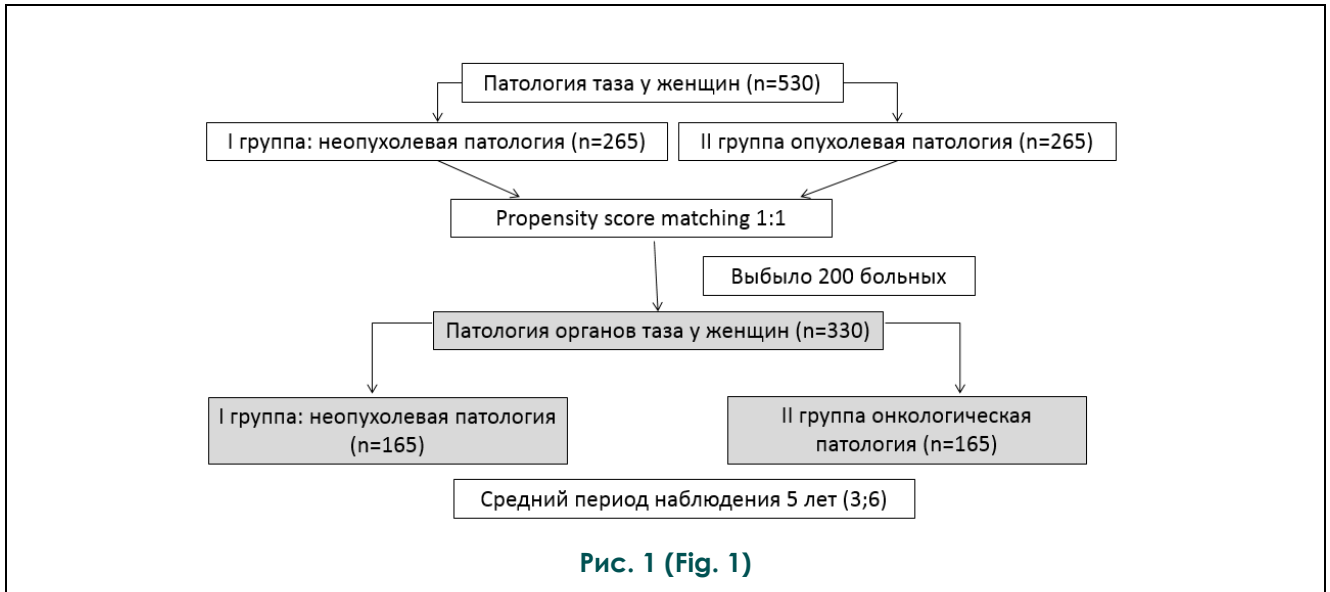 Патология таза у женщин (n=530)
I группа: неопухолевая патология (n=265)
II группа опухолевая патология (n=265)
Propensity score matching 1:1
Выбыло 200 больных
Патология органов таза у женщин (n=330)
I группа: неопухолевая патология
(n=165)
II группа онкологическая
патология (n=165)
Средний период наблюдения 5 лет (3;6)
Рис. 1 (Fig. 1)